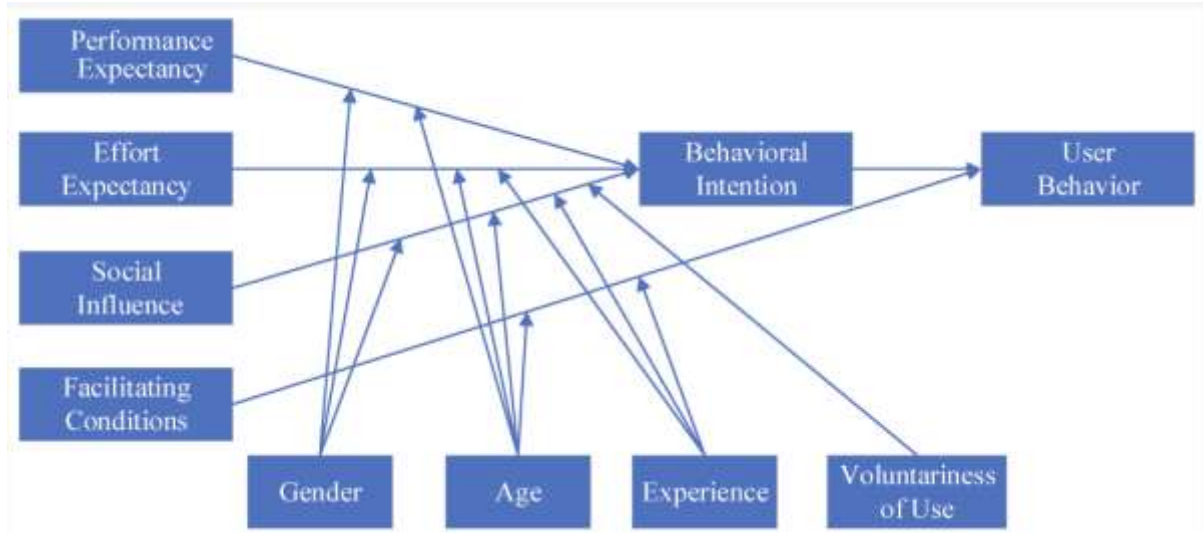 Performance
Expectancy
Effort
Expectancy
Behavioral
Intention
User
Behavior
Social
Influence
Facilitating
Conditions
Gender
Age
Experience
Voluntariness
of Use